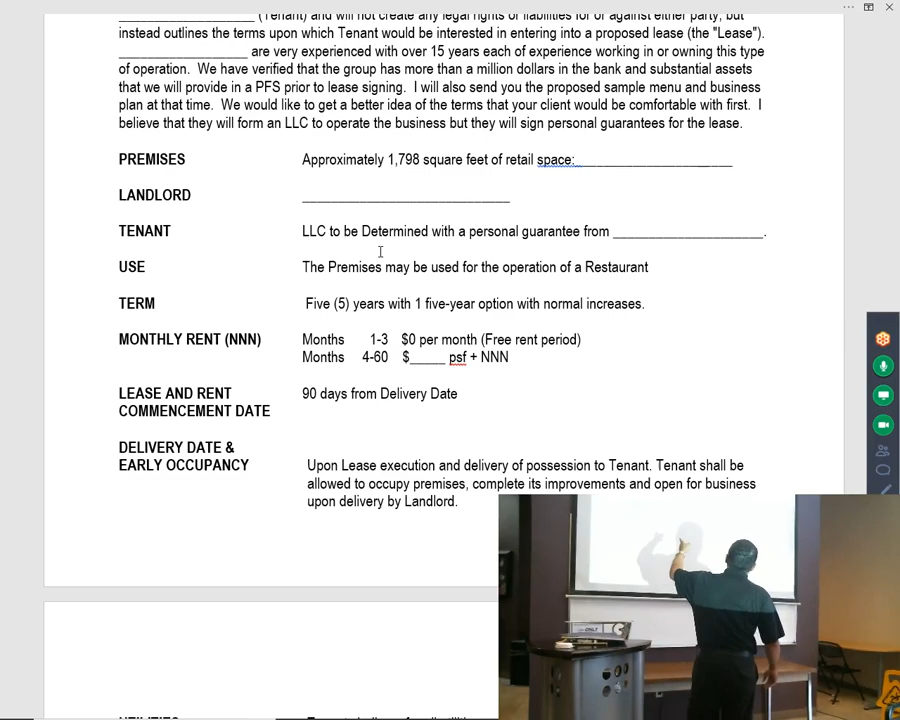 ____________________ (Tenant) and will not create any legal rights or liabilities for or against either party, but
instead outlines the terms upon which Tenant would be interested in entering into a proposed lease (the "Lease").
___________________ are very experienced with over 15 years each of experience working in or owning this type
of operation. We have verified that the group has more than a million dollars in the bank and substantial assets
that we will provide in a PFS prior to lease signing. I will also send you the proposed sample menu and business
plan at that time. We would like to get a better idea of the terms that your client would be comfortable with first. I
believe that they will form an LLC to operate the business but they will sign personal guarantees for the lease.
PREMISES Approximately 1,798 square feet of retail space:_______________________
LANDLORD ______________________________
TENANT LLC to be Determined with a personal guarantee from ______________________.
USE The Premises may be used for the operation of a Restaurant
TERM Five (5) years with 1 five-year option with normal increases.
MONTHLY RENT (NNN) Months 1-3 $0 per month (Free rent period)
Months 4-60 $_____ psf + NNN
LEASE AND RENT 90 days from Delivery Date
COMMENCEMENT DATE
DELIVERY DATE &
EARLY OCCUPANCY Upon Lease execution and delivery of possession to Tenant. Tenant shall be
allowed to occupy premises, complete its improvements and open for business
upon delivery by Landlord.